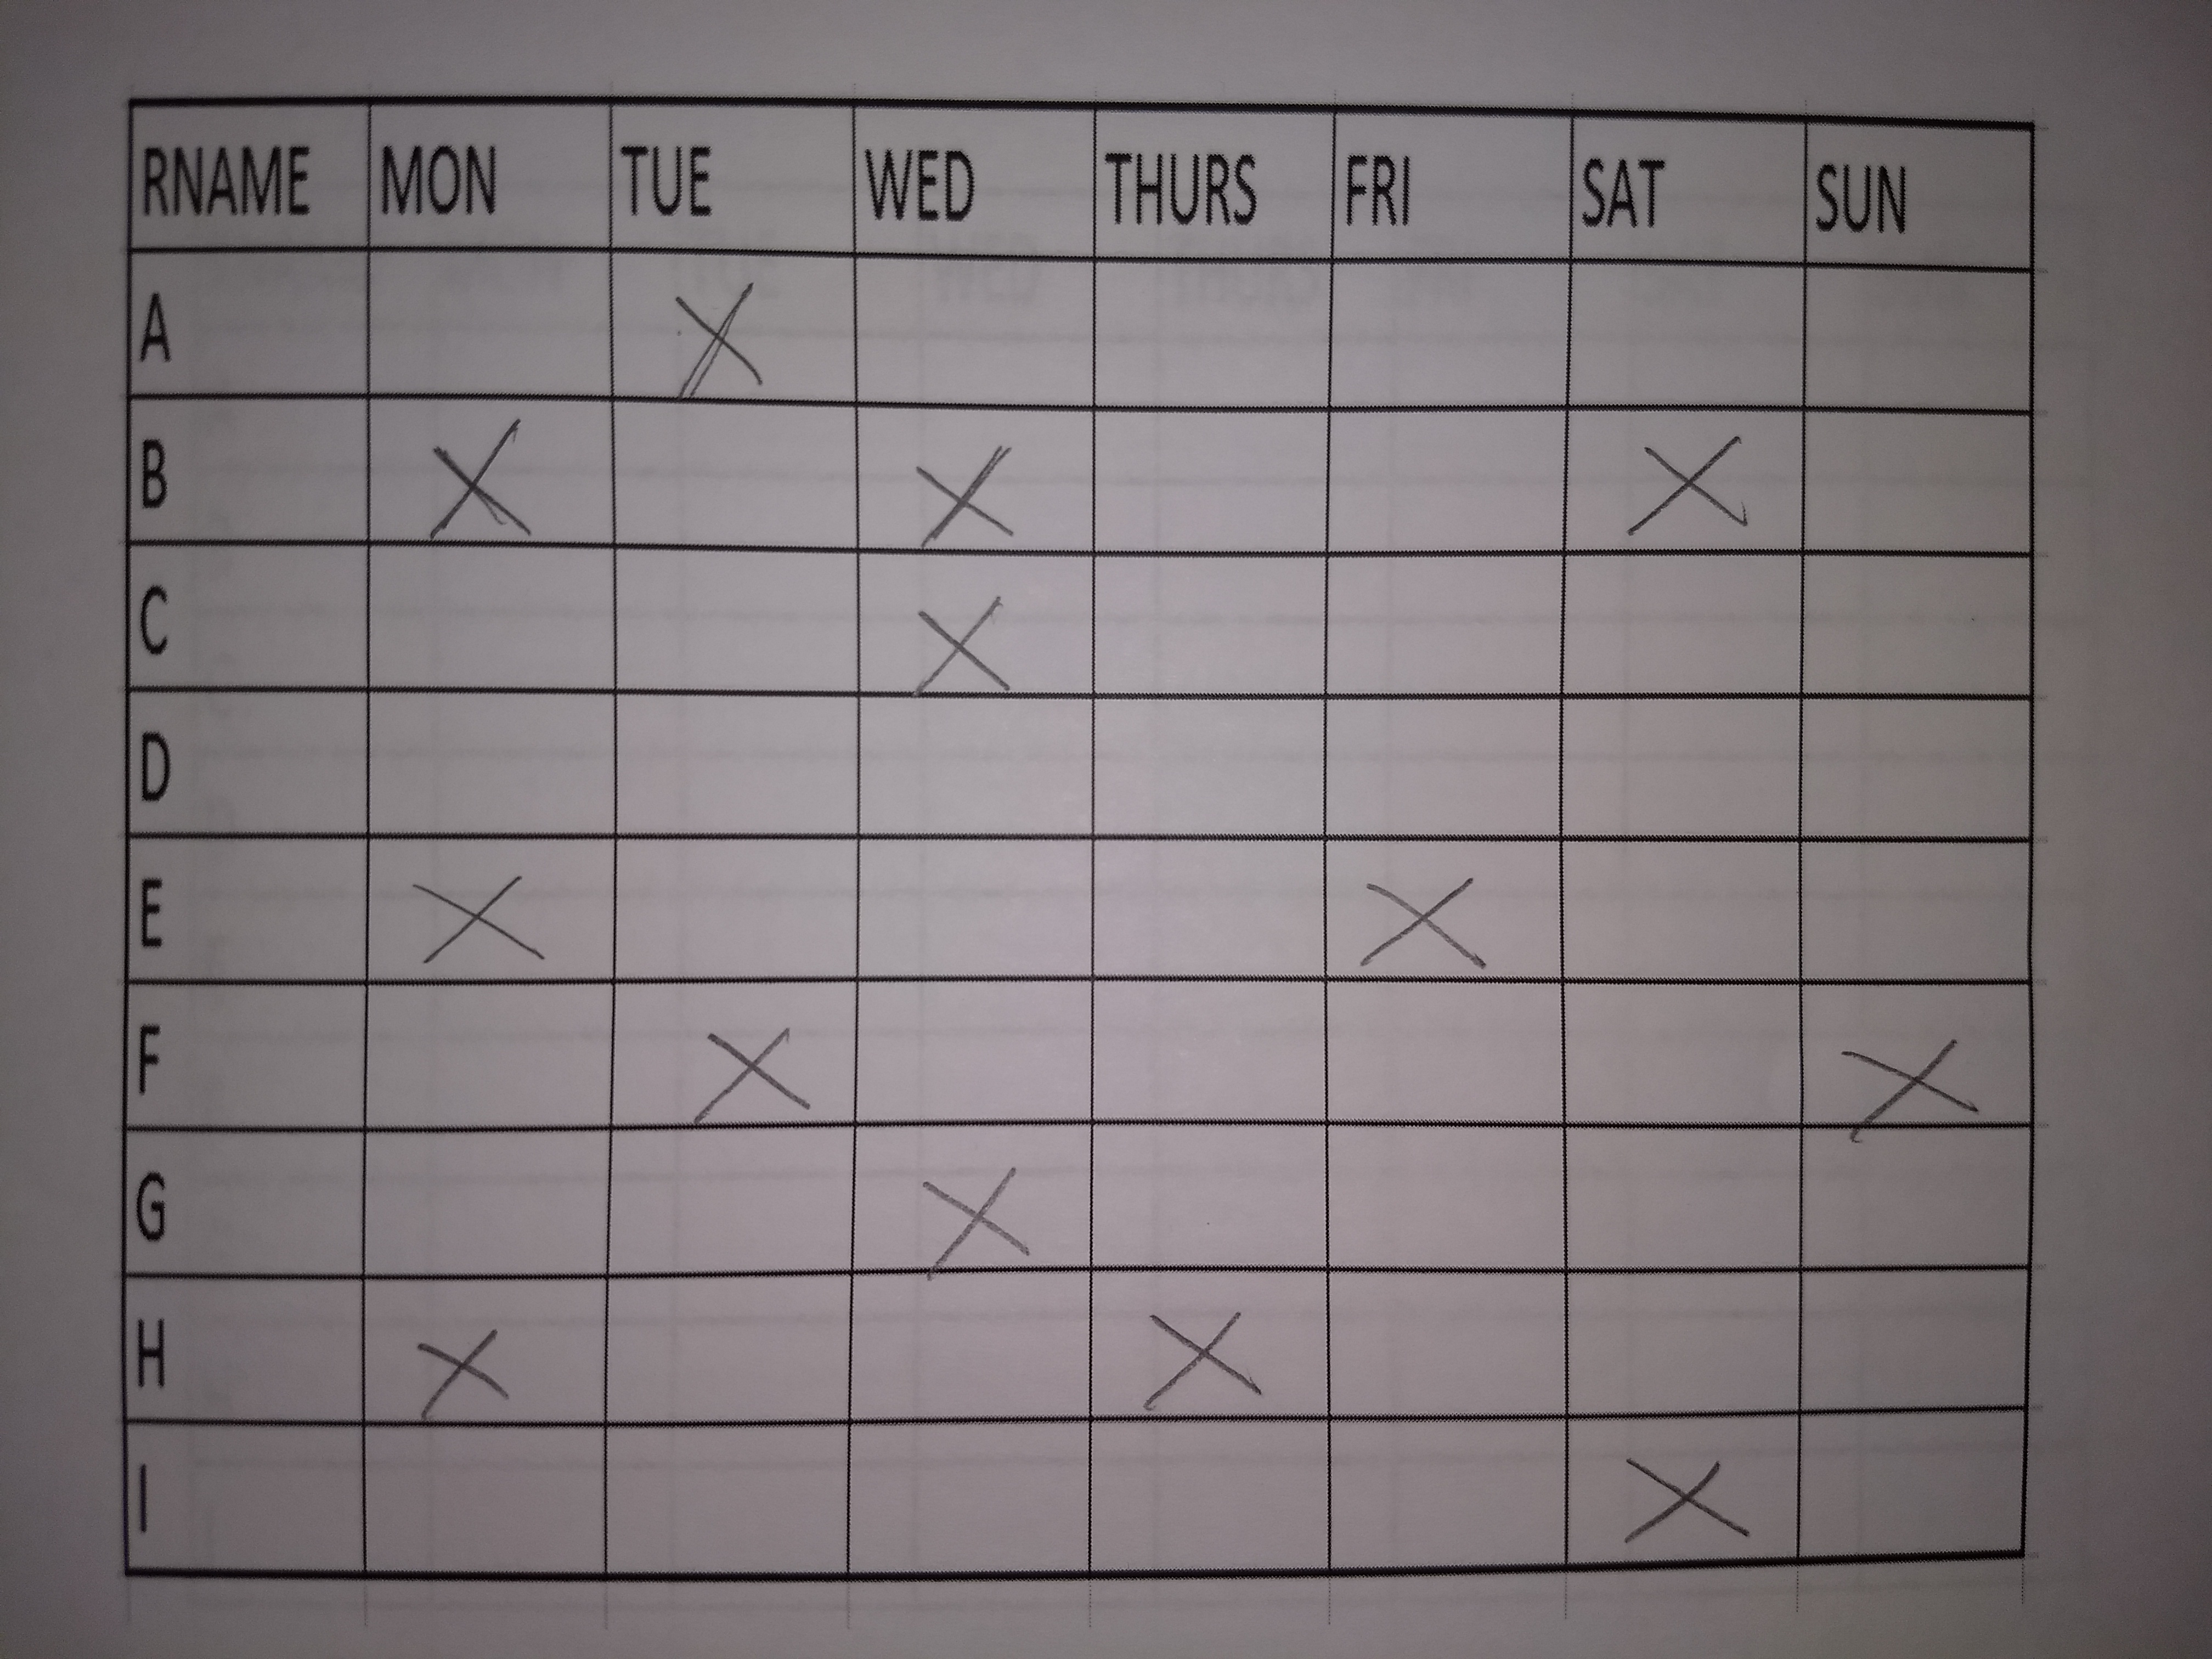 RNAME MON TUE WED THURS FRI SAT SUN
A X
B X X X
C X
D
E X X
F X X
G X
H X X
I X